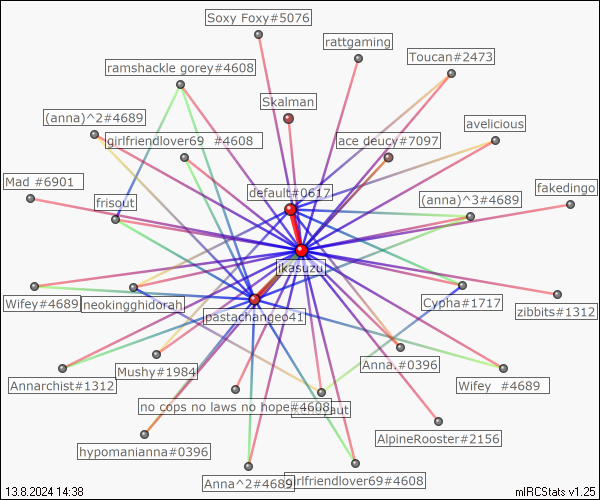 Soxy Foxy#5076
rattgaming
Toucan#2473
ramshackle gorey#4608
Skalman
(anna)^2#4689
avelicious
girlfriendlover69 #4608
ace deucy#7097
Mad #6901
default#0617
fakedingo
frisout
(anna)^3#4689
jkasuzu
Wifey#4689
neokingghidorah
Cypha#1717
zibbits#1312
pastachangeo41
Anna.#0396
Mushy#1984
Annarchist#1312
Wifey #4689
no cops no laws no hope#4608
AlpineRooster#2156
hypomanianna#0396
Anna^2#4689
girlfriendlover69#4608
13.8.2024 14:38
mIRCStats v1.25